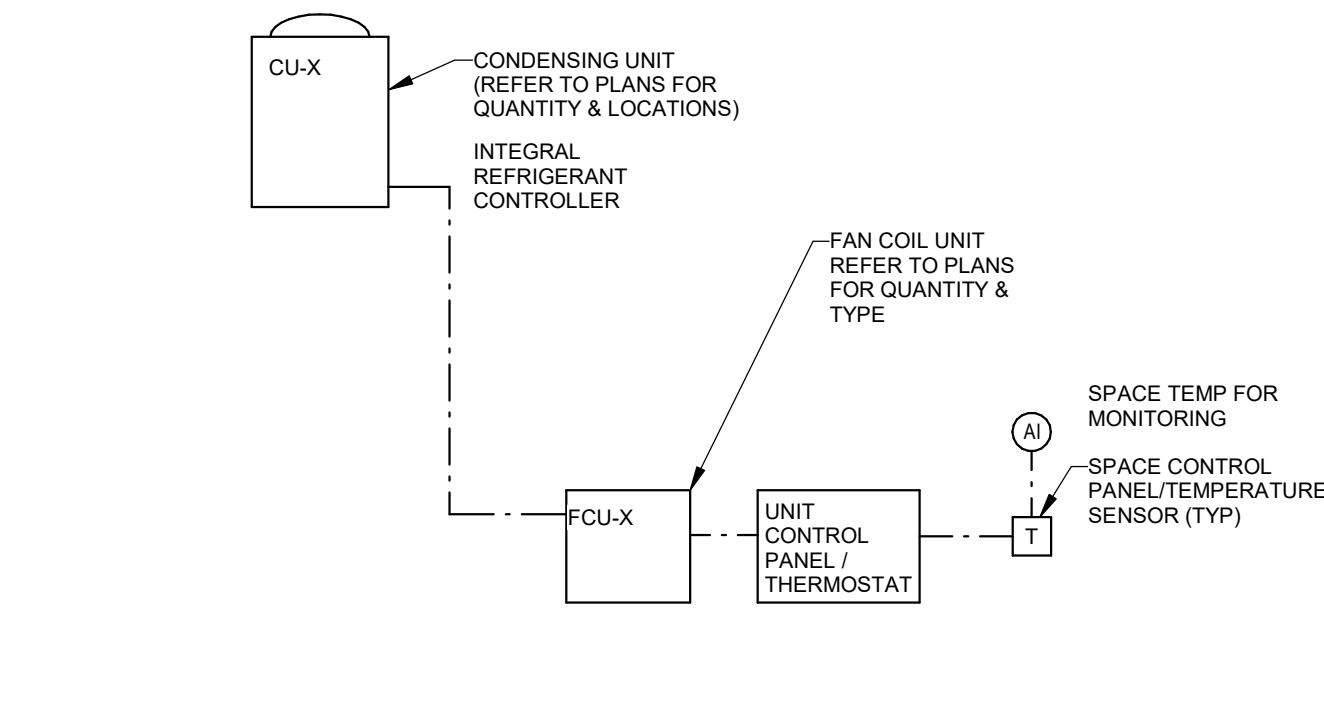 CU-X
CONDENSING UNIT
(REFER TO PLANS FOR
QUANTITY & LOCATIONS)
INTEGRAL
REFRIGERANT
CONTROLLER
FAN COIL UNIT
REFER TO PLANS
FOR QUANTITY &
TYPE
SPACE TEMP FOR
MONITORING
AI
SPACE CONTROL
PANEL/TEMPERATURE
SENSOR (TYP)
T
FCU-X
UNIT
CONTROL
PANEL /
THERMOSTAT